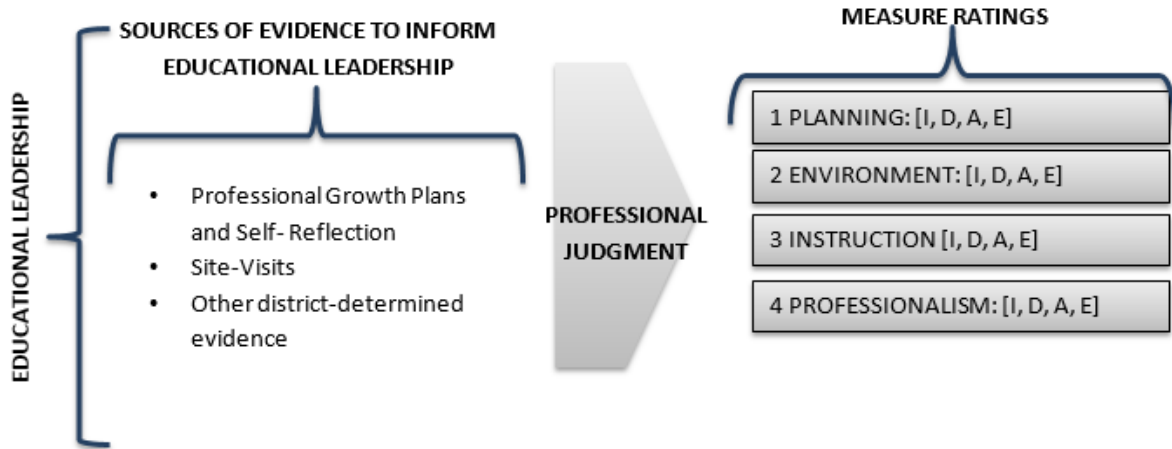 EDUCATIONAL LEADERSHIP
SOURCES OF EVIDENCE TO INFORM
EDUCATIONAL LEADERSHIP
• Professional Growth Plans
and Self- Reflection
• Site-Visits
• Other district-determined
evidence
PROFESSIONAL
JUDGMENT
MEASURE RATINGS
1 PLANNING: [I, D, A, E]
2 ENVIRONMENT: [I, D, A, E]
3 INSTRUCTION [I, D, A, E]
4 PROFESSIONALISM: [I, D, A, E]